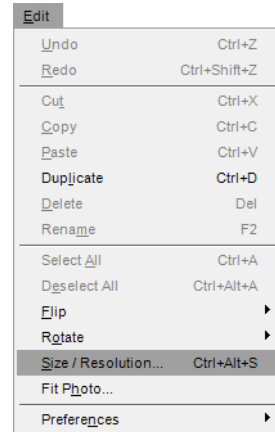 Edit
Undo Ctrl+Z
Redo Ctrl+Shift+Z
Cut Ctrl+X
Copy Ctrl+C
Paste Ctrl+V
Duplicate Ctrl+D
Delete Del
Rename F2
Select All Ctrl+A
Deselect All Ctrl+Alt+A
Flip
Rotate
Size / Resolution... Ctrl+Alt+S
Fit Photo...
Preferences